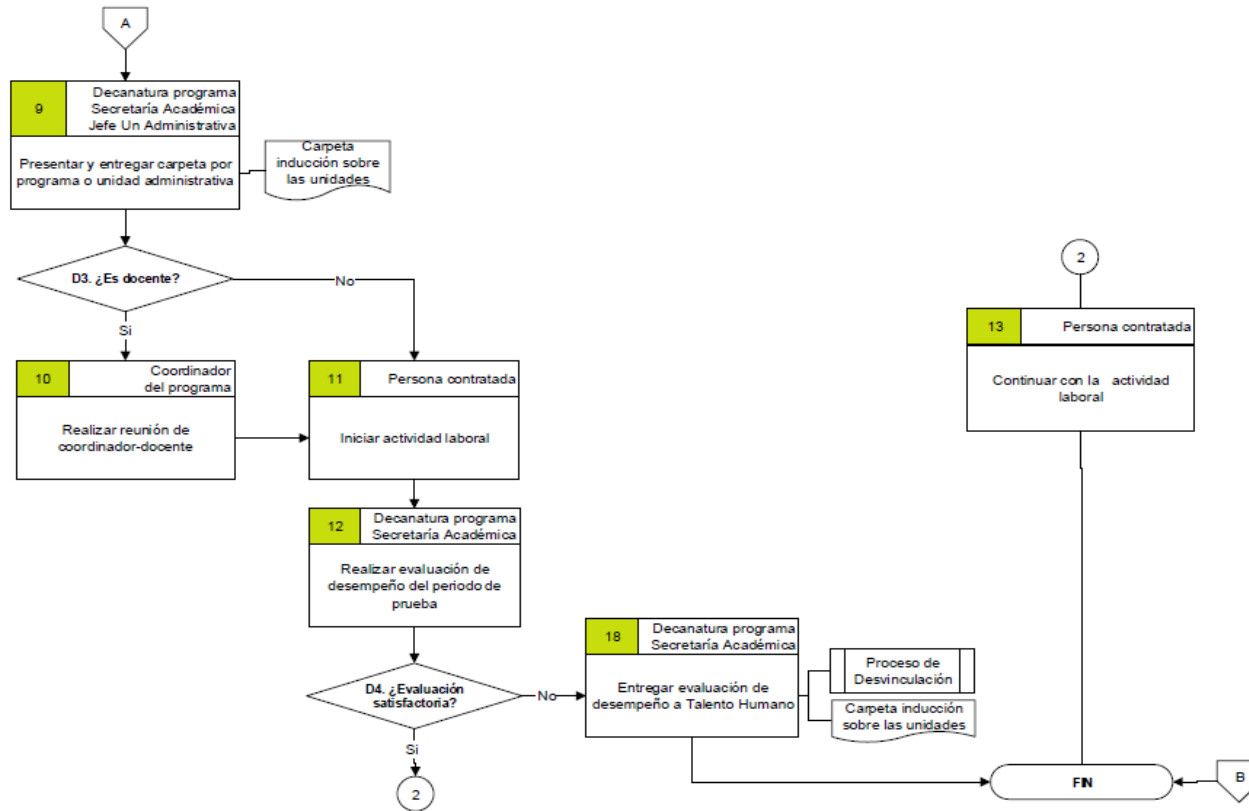 A
9
Decanatura programa
Secretaría Académica
Jefe Un Administrativa
Presentar y entregar carpeta por
programa o unidad administrativa
Carpeta
inducción sobre
las unidades
D3. ¿Es docente?
No
Si
10
Coordinador
del programa
Realizar reunión de
coordinador-docente
11
Persona contratada
Iniciar actividad laboral
12
Decanatura programa
Secretaría Académica
Realizar evaluación de
desempeño del periodo de
prueba
D4. ¿Evaluación
satisfactoria?
No
Si
2
18
Decanatura programa
Secretaría Académica
Entregar evaluación de
desempeño a Talento Humano
Proceso de
Desvinculación
Carpeta inducción
sobre las unidades
2
13
Persona contratada
Continuar con la actividad
laboral
FIN
B